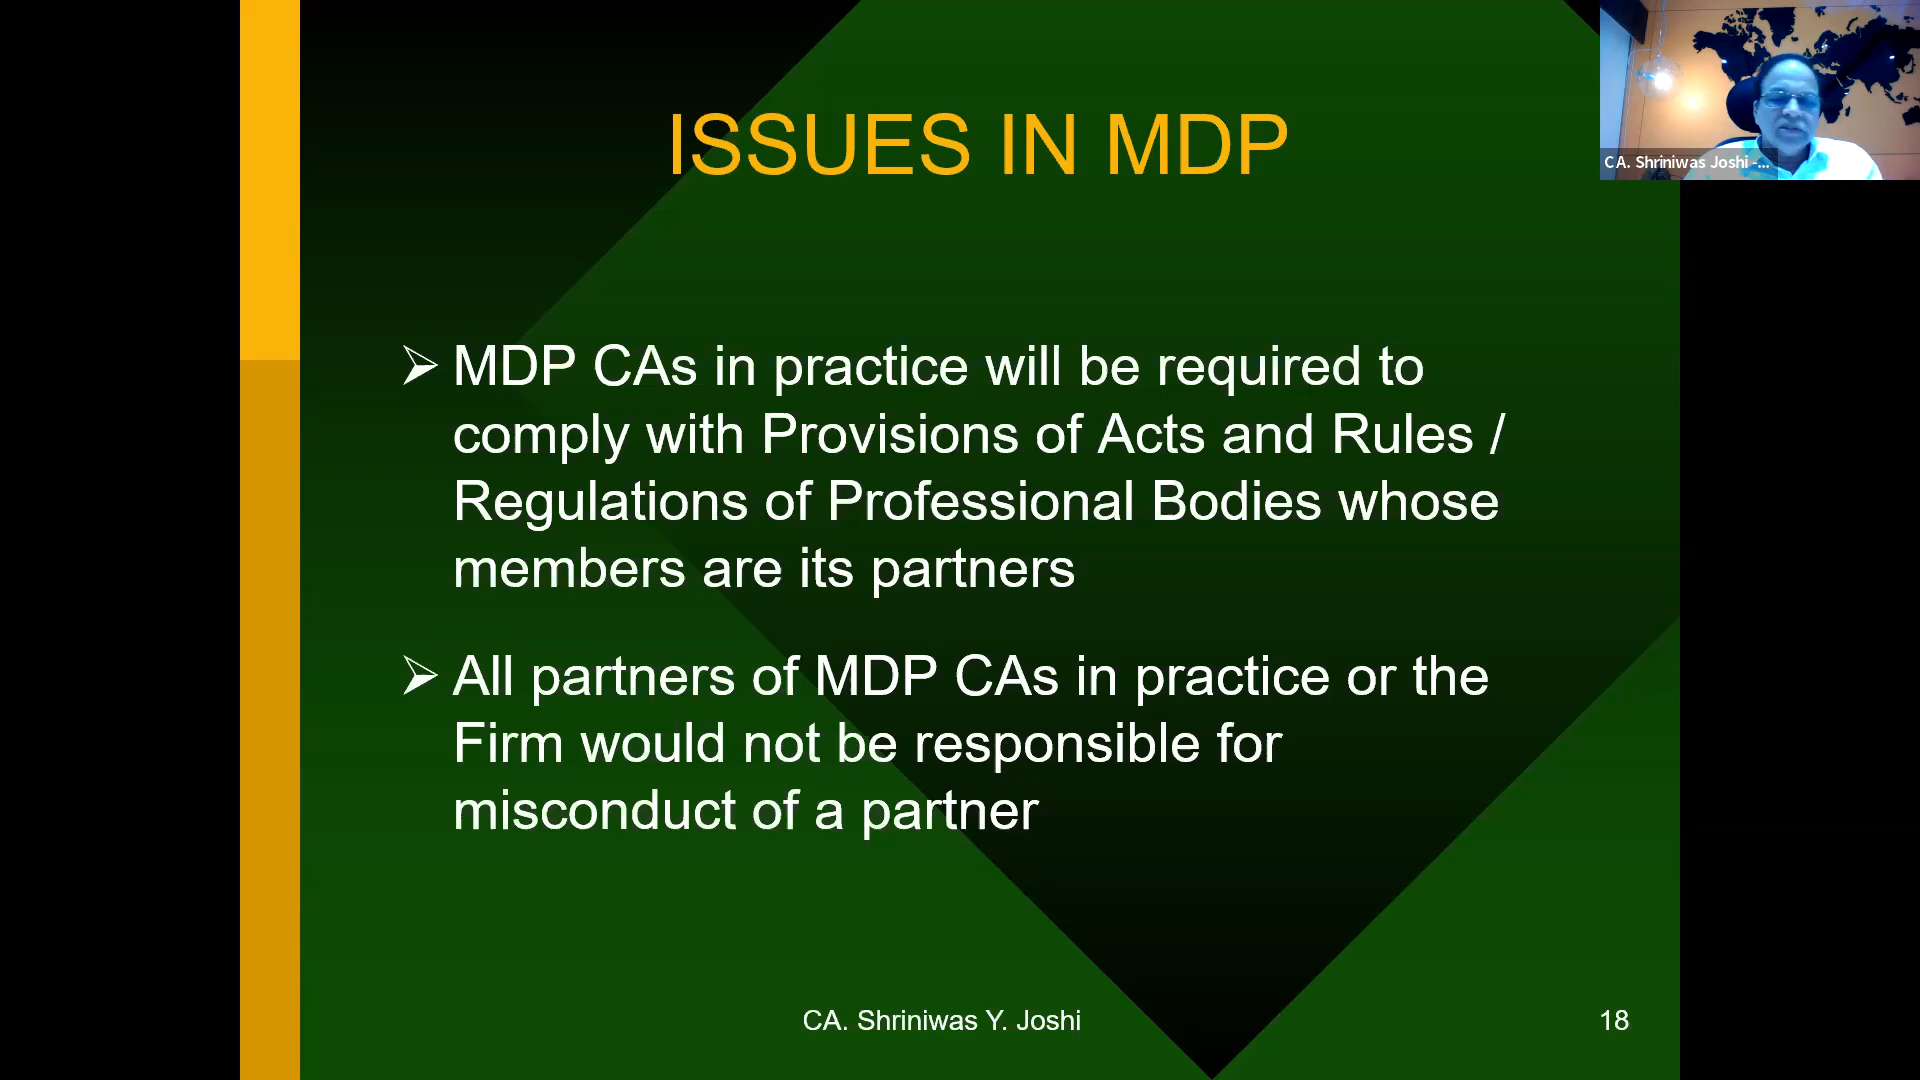 ISSUES IN MDP
CA. Shriniwas Joshi -...
➢ MDP CAs in practice will be required to
comply with Provisions of Acts and Rules /
Regulations of Professional Bodies whose
members are its partners
➢ All partners of MDP CAs in practice or the
Firm would not be responsible for
misconduct of a partner
CA. Shriniwas Y. Joshi
18